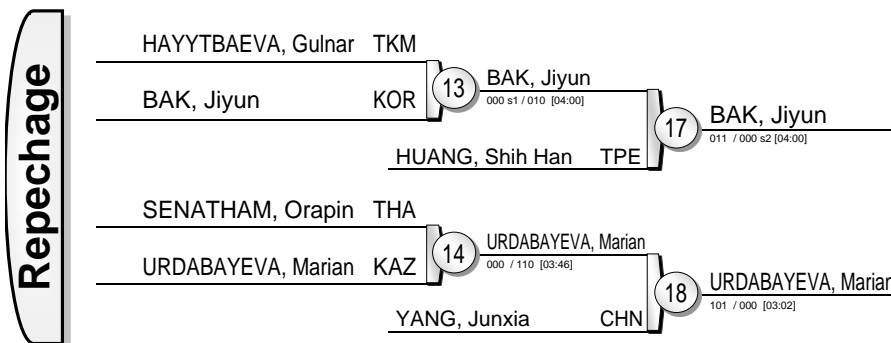 Repechage
HAYYTBAEVA, Gulnar TKM
BAK, Jiyun KOR
13
BAK, Jiyun
000 s1 / 010 [04:00]
HUANG, Shih Han TPE
17
BAK, Jiyun
011 / 000 s2 [04:00]
SENATHAM, Orapin THA
URDABAYEVA, Marian KAZ
14
URDABAYEVA, Marian
000 / 110 [03:46]
YANG, Junxia CHN
18
URDABAYEVA, Marian
101 / 000 [03:02]